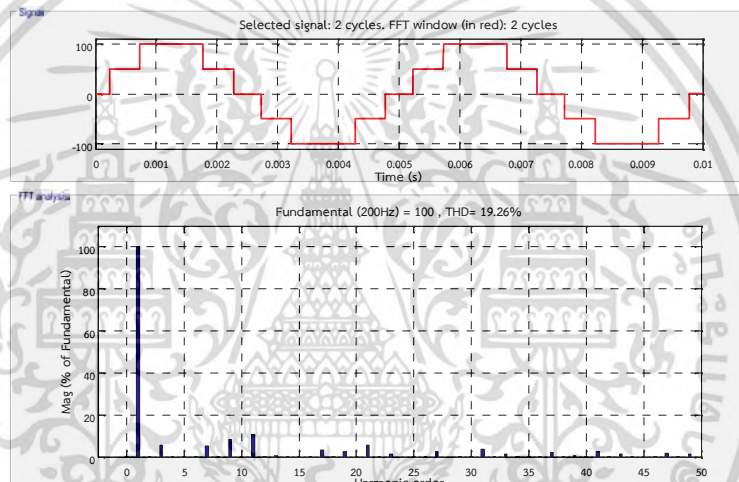 Signal
Selected signal: 2 cycles. FFT window (in red): 2 cycles
100
0
-100
0 0.001 0.002 0.003 0.004 0.005 0.006 0.007 0.008 0.009 0.01
Time (s)
FFT analysis
Fundamental (200Hz) = 100 , THD= 19.26%
Mag (% of Fundamental)
100
80
60
40
20
0
0 5 10 15 20 25 30 35 40 45 50
Harmonic order